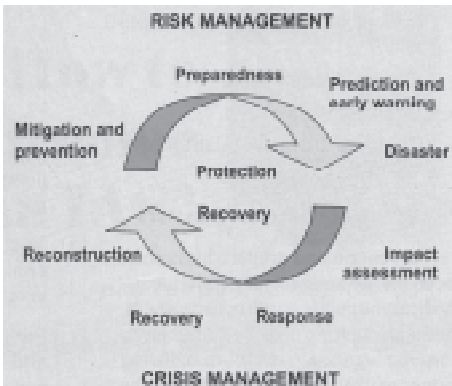 RISK MANAGEMENT
Preparedness
Prediction and
early warning
Mitigation and
prevention
Disaster
Protection
Recovery
Reconstruction
Impact
assessment
Recovery
Response
CRISIS MANAGEMENT